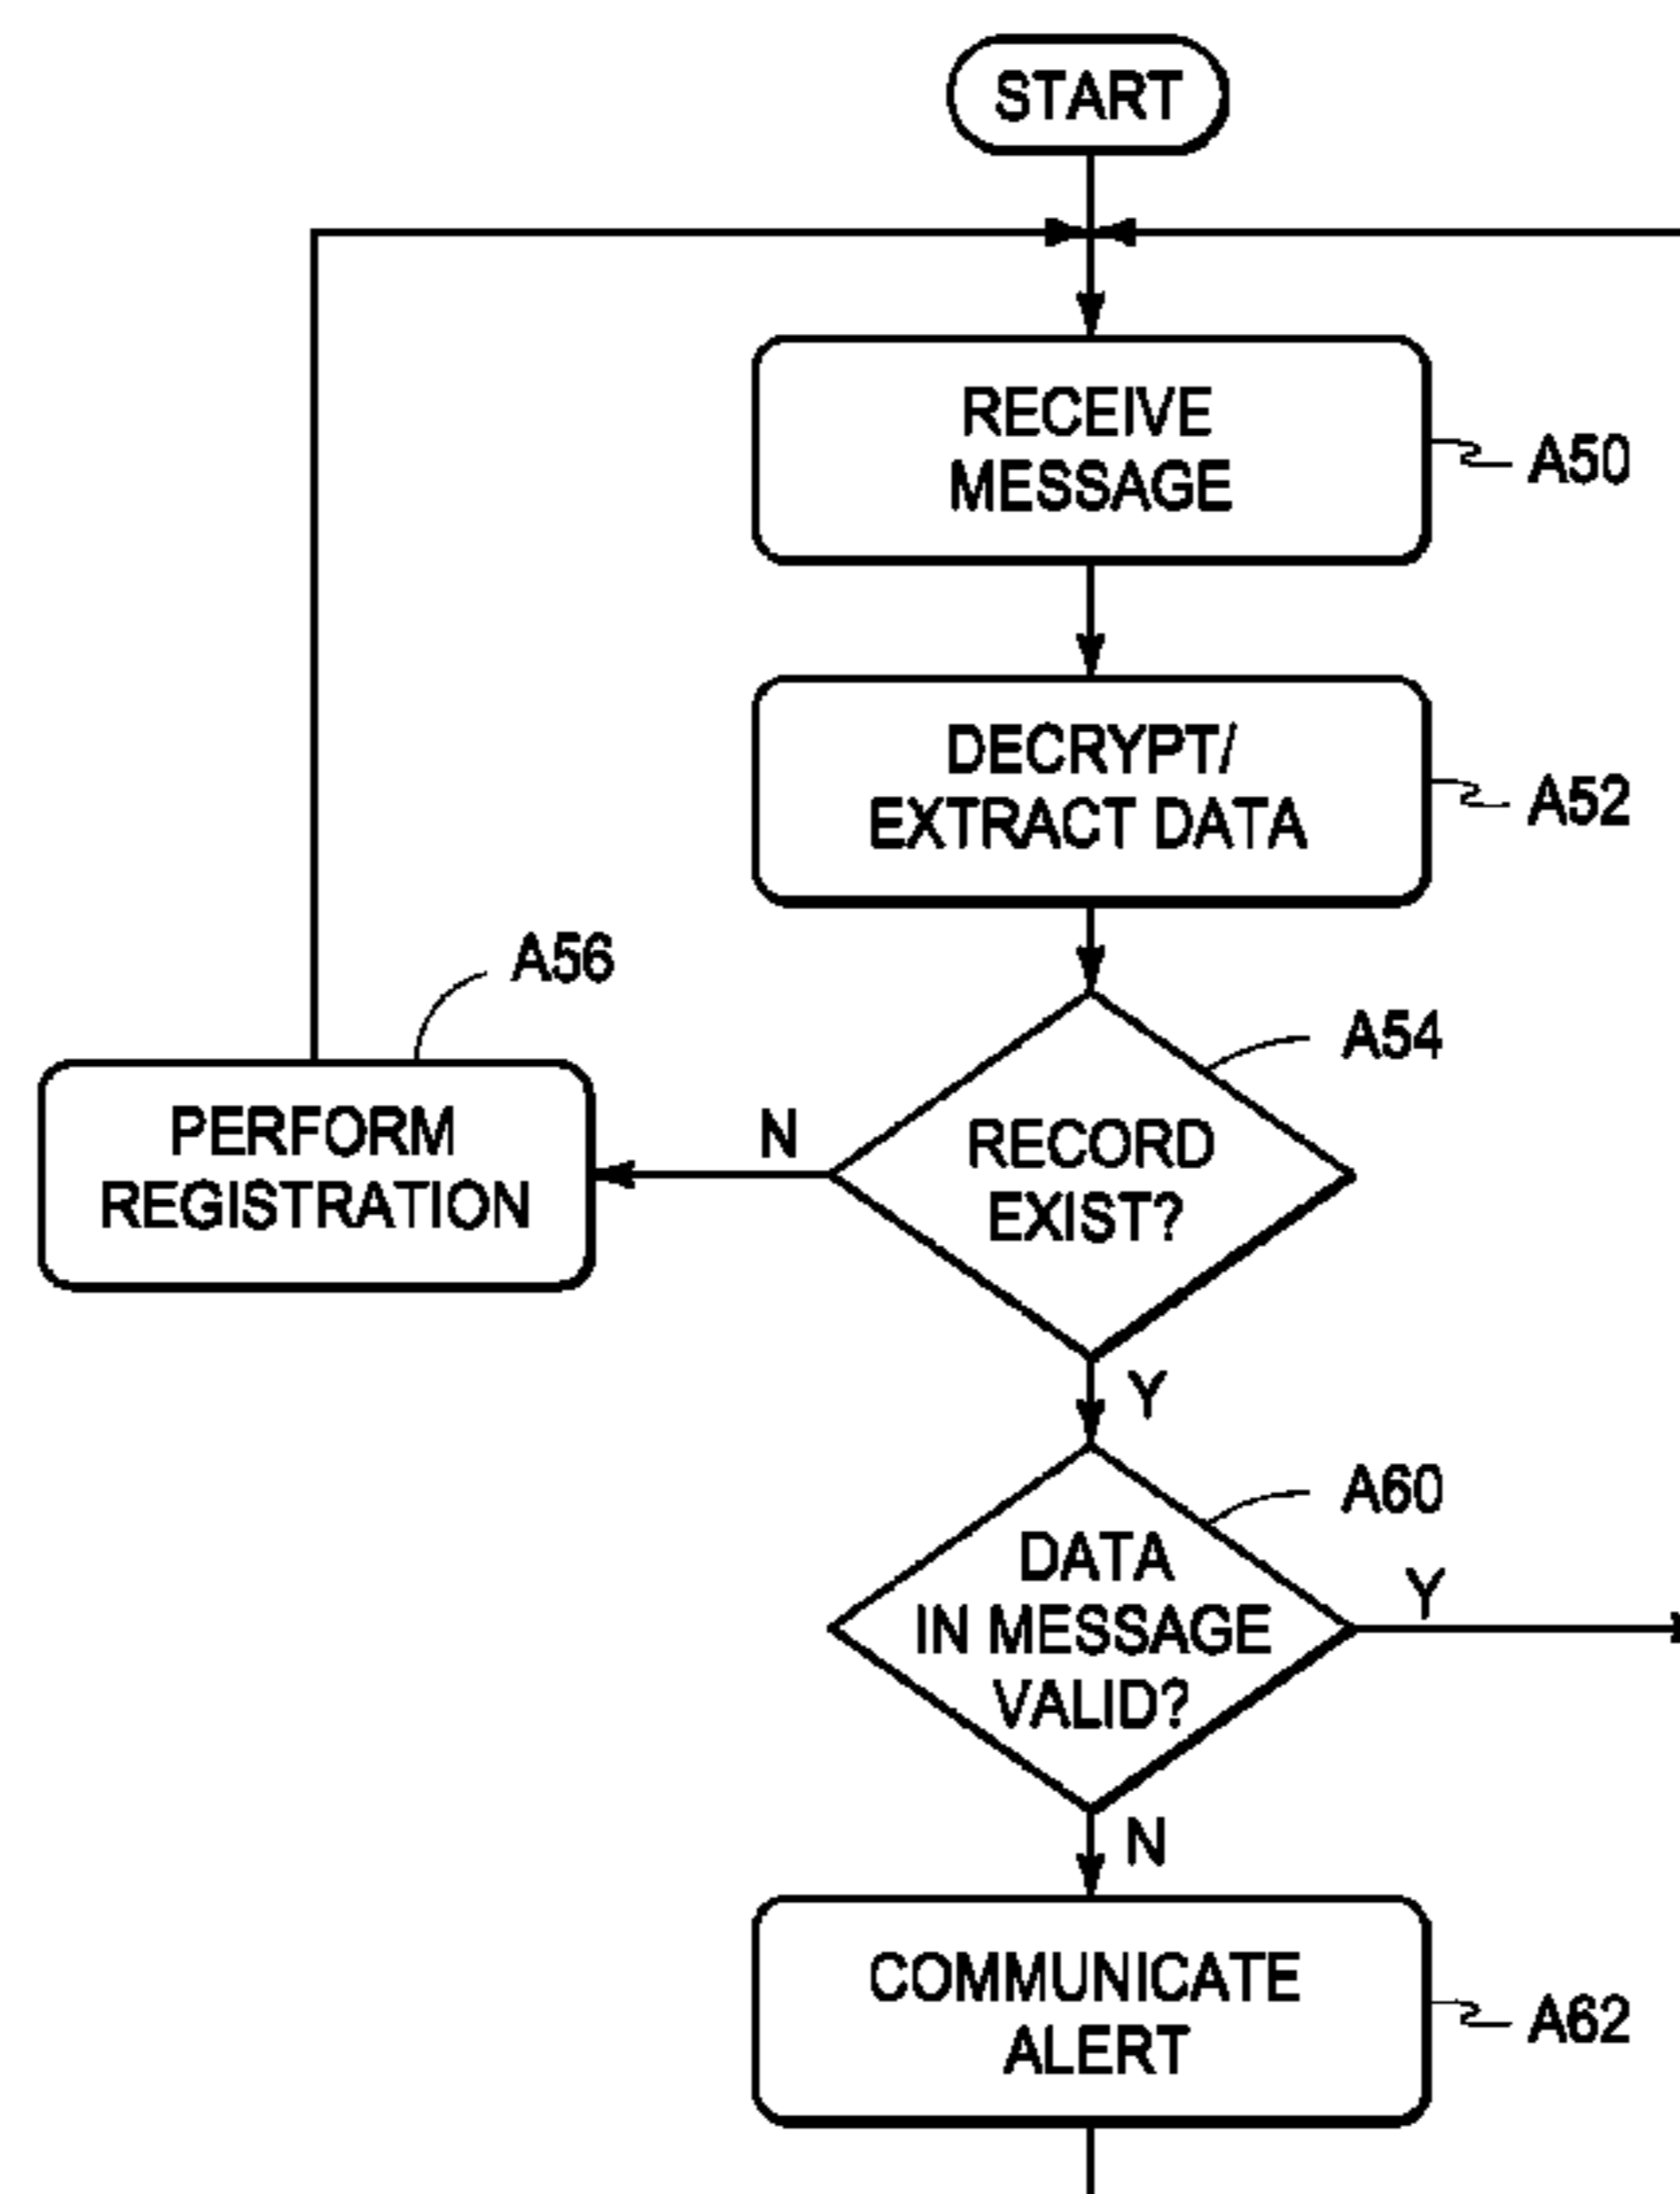 START
RECEIVE
MESSAGE
A50
DECRYPT/
EXTRACT DATA
A52
A56
PERFORM
REGISTRATION
N
A54
RECORD
EXIST?
Y
A60
DATA
IN MESSAGE
VALID?
Y
N
COMMUNICATE
ALERT
A62